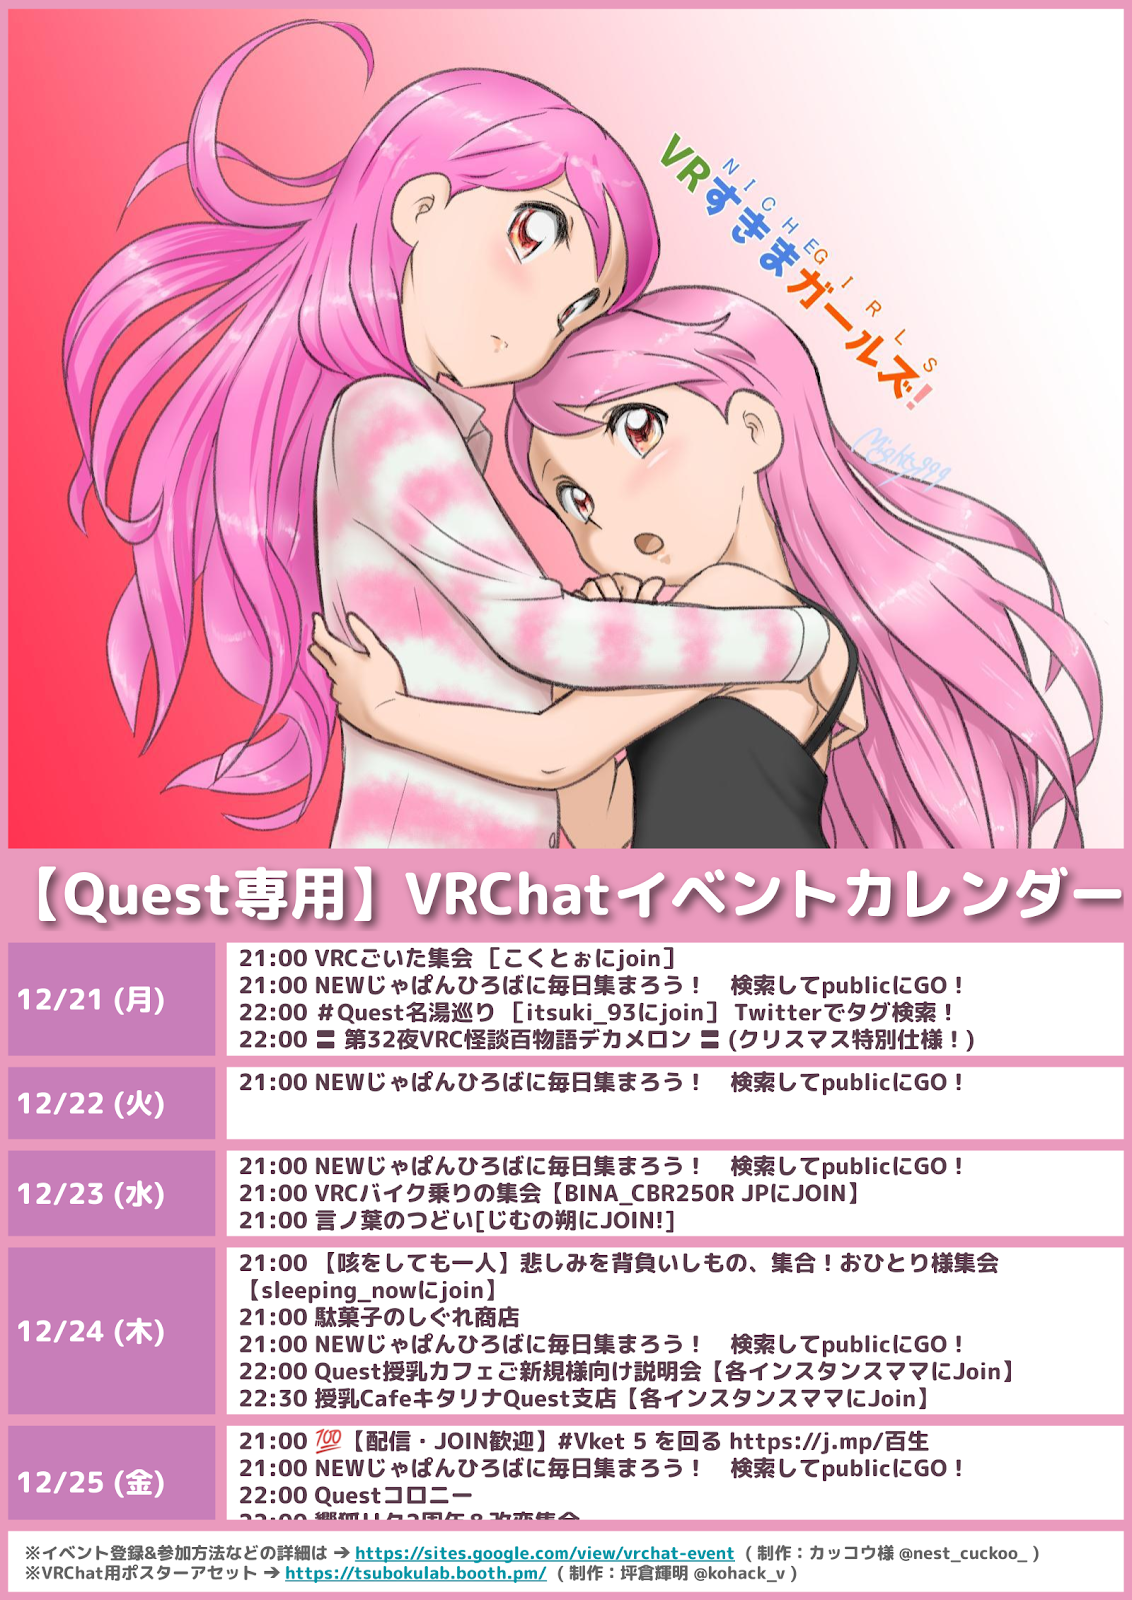 VRすきまガールズ!
NICHEGIRLS
Mighty999
【Quest専用】VRChatイベントカレンダー
12/21 (月)
21:00 VRCごいた集会 ［こくとぉにjoin］
21:00 NEWじゃぱんひろばに毎日集まろう！　検索してpublicにGO！
22:00 ＃Quest名湯巡り ［itsuki_93にjoin］ Twitterでタグ検索！
22:00 〓 第32夜VRC怪談百物語デカメロン 〓 (クリスマス特別仕様！)
12/22 (火)
21:00 NEWじゃぱんひろばに毎日集まろう！　検索してpublicにGO！
12/23 (水)
21:00 NEWじゃぱんひろばに毎日集まろう！　検索してpublicにGO！
21:00 VRCバイク乗りの集会【BINA_CBR250R JPにJOIN】
21:00 言ノ葉のつどい[じむの朔にJOIN!]
12/24 (木)
21:00 【咳をしても一人】悲しみを背負いしもの、集合！おひとり様集会
【sleeping_nowにjoin】
21:00 駄菓子のしぐれ商店
21:00 NEWじゃぱんひろばに毎日集まろう！　検索してpublicにGO！
22:00 Quest授乳カフェご新規様向け説明会【各インスタンスママにJoin】
22:30 授乳CafeキタリナQuest支店【各インスタンスママにJoin】
12/25 (金)
21:00 💯【配信・JOIN歓迎】#Vket 5 を回る https://j.mp/百生
21:00 NEWじゃぱんひろばに毎日集まろう！　検索してpublicにGO！
22:00 Questコロニー
※イベント登録&参加方法などの詳細は ➔ https://sites.google.com/view/vrchat-event ( 制作：カッコウ様 @nest_cuckoo_ )
※VRChat用ポスターアセット ➔ https://tsubokulab.booth.pm/ ( 制作：坪倉輝明 @kohack_v )